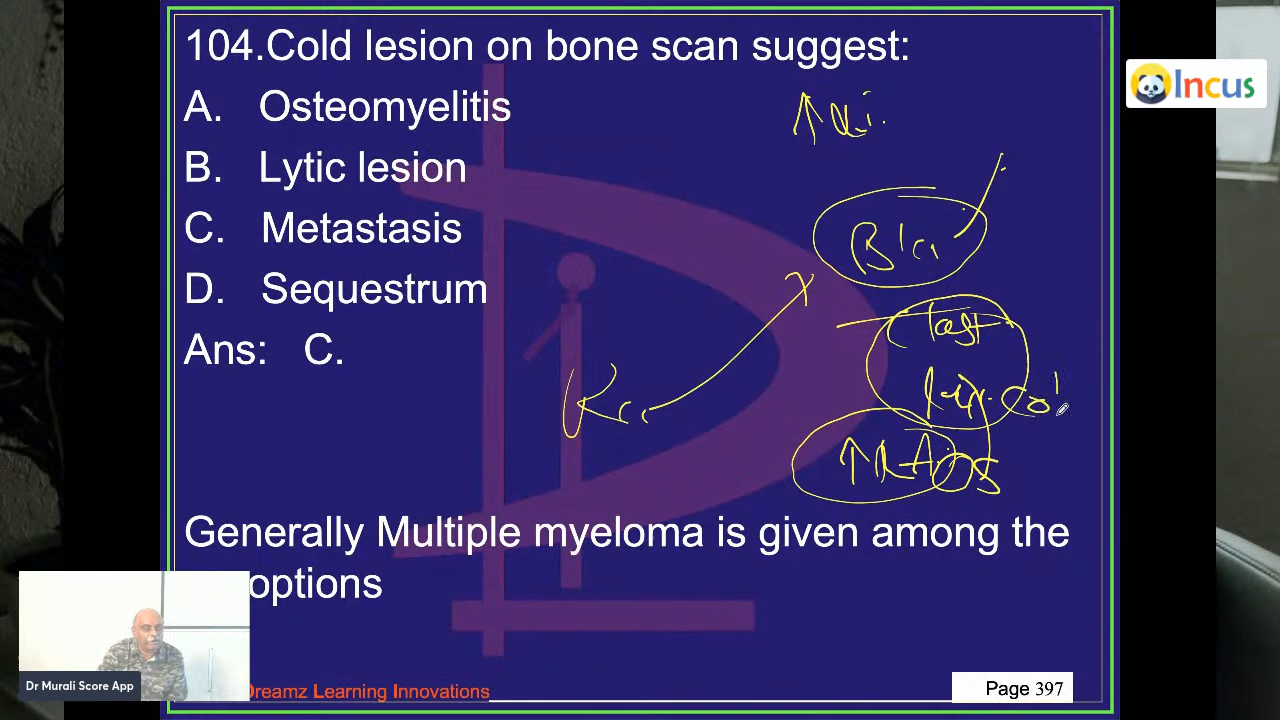 104.Cold lesion on bone scan suggest:
A. Osteomyelitis
B. Lytic lesion
C. Metastasis
D. Sequestrum
Ans: C.
Generally Multiple myeloma is given among the
options
Incus
Dr Murali Score App
Dreamz Learning Innovations
Page 397